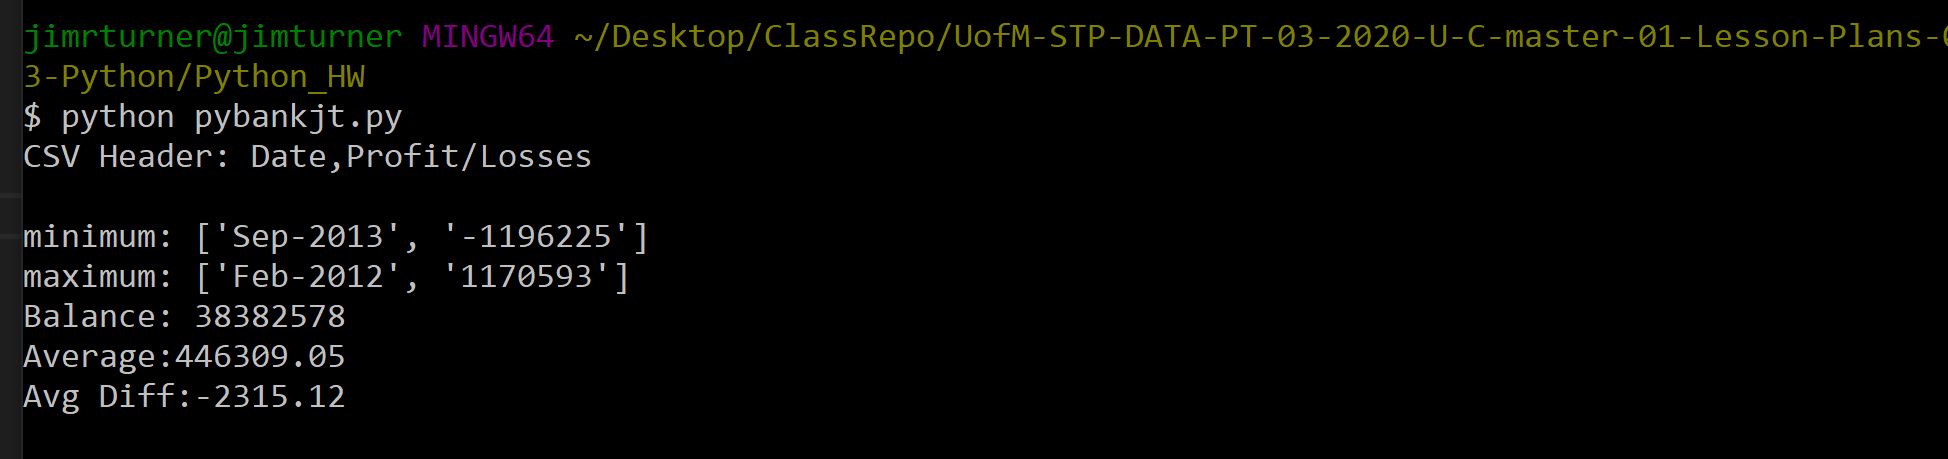 jimrturner@jimturner MINGW64 ~/Desktop/ClassRepo/UofM-STP-DATA-PT-03-2020-U-C-master-01-Lesson-Plans-0
3-Python/Python_HW
$ python pybankjt.py
CSV Header: Date,Profit/Losses
minimum: ['Sep-2013', '-1196225']
maximum: ['Feb-2012', '1170593']
Balance: 38382578
Average:446309.05
Avg Diff:-2315.12